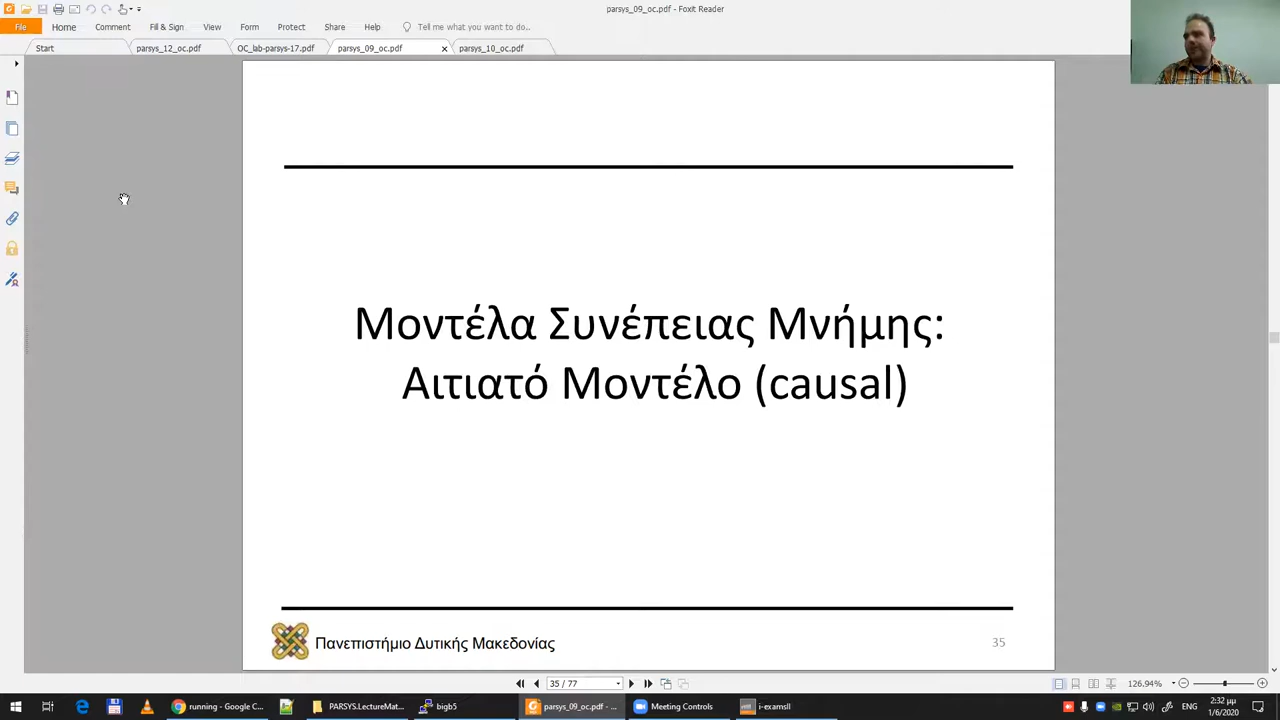 parsys_09_oc.pdf - Foxit Reader
File Home Comment Fill & Sign View Form Protect Share Help Tell me what you want to do..
Start parsys_12_oc.pdf OC_lab-parsys-17.pdf parsys_09_oc.pdf parsys_10_oc.pdf
Μοντέλα Συνέπειας Μνήμης:
Αιτιατό Μοντέλο (causal)
Πανεπιστήμιο Δυτικής Μακεδονίας
35
35 / 77
126.94%
running - Google C... PARSYS.LectureMat... bigb5 parsys_09_oc.pdf - ... Meeting Controls i-examsII
ΕΛΗΝ 2:32 μμ
1/6/2020